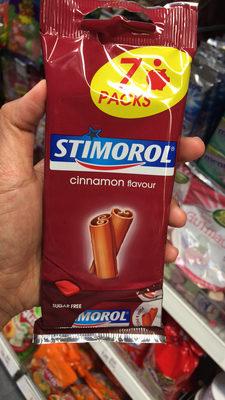 7
PACKS
STIMOROL
cinnamon flavour
SUGAR FREE
MOROL